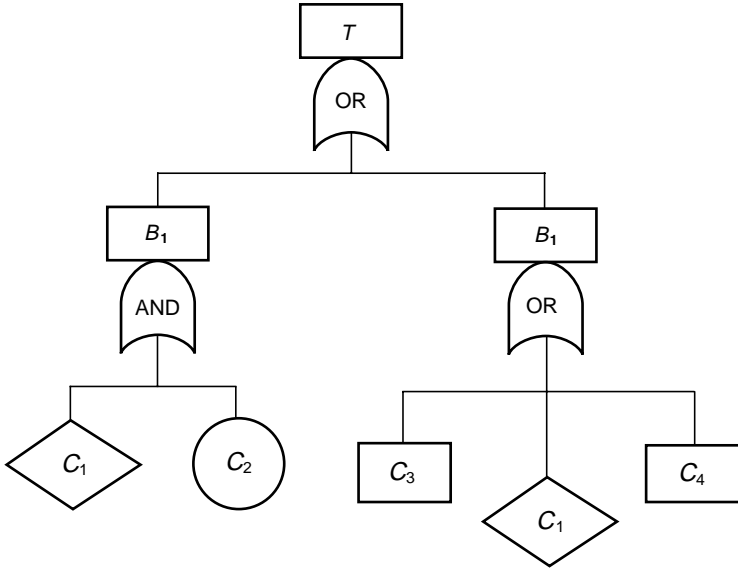 T
OR
B₁
B₁
AND
OR
C₁
C₂
C₃
C₄
C₁